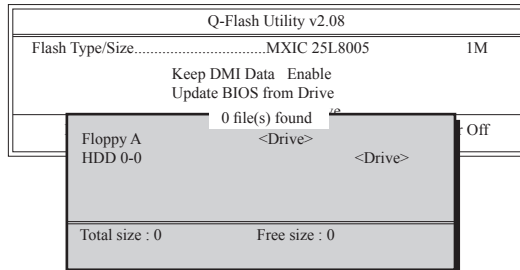 Q-Flash Utility v2.08
Flash Type/Size.................................MXIC 25L8005 1M
Keep DMI Data Enable
Update BIOS from Drive
0 file(s) found
Off
Floppy A <Drive>
HDD 0-0 <Drive>
Total size : 0 Free size : 0